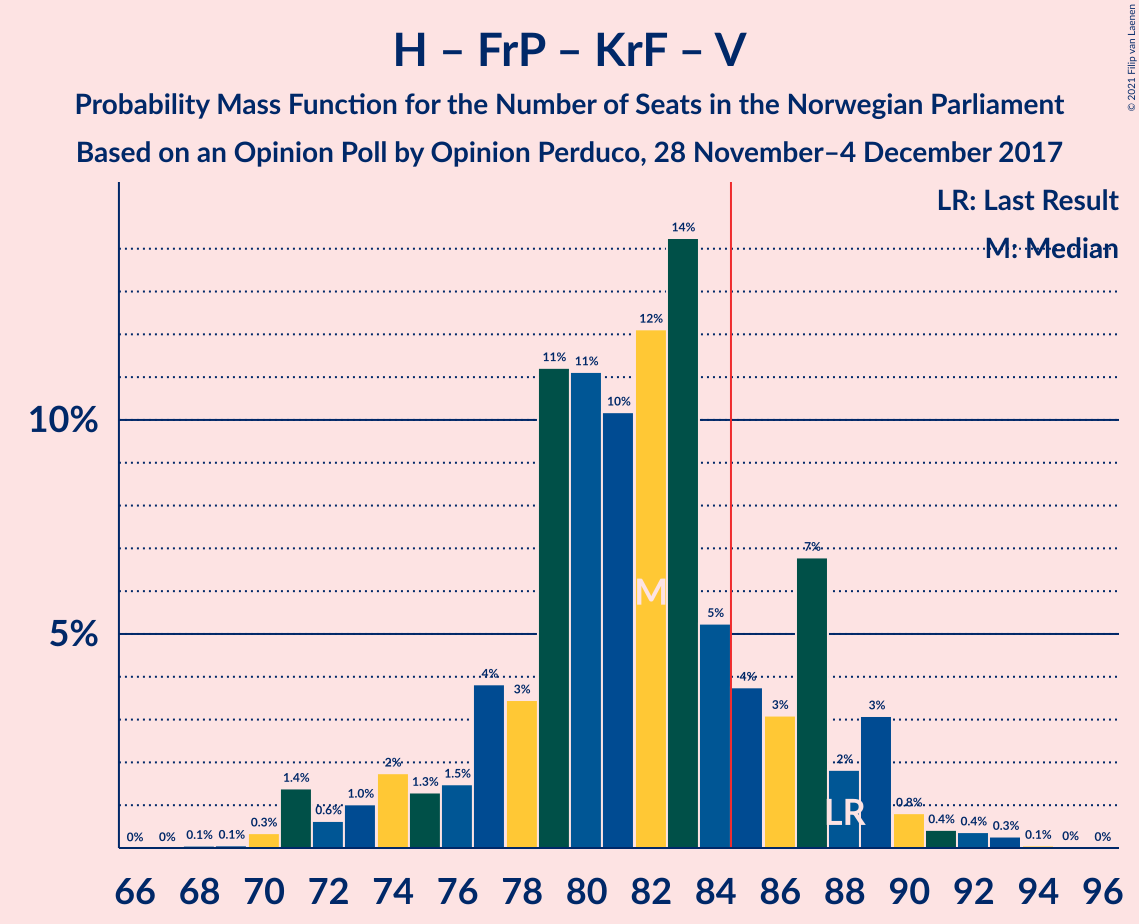 H – FrP – KrF – V
Probability Mass Function for the Number of Seats in the Norwegian Parliament
Based on an Opinion Poll by Opinion Perduco, 28 November–4 December 2017
© 2021 Filip van Laenen
LR: Last Result
M: Median
10%
5%
0% 0% 0.1% 0.1% 0.3% 1.4% 0.6% 1.0% 2% 1.3% 1.5% 4% 3% 11% 11% 10% 12% 14% 5% 4% 3% 7% 2% 3% 0.8% 0.4% 0.4% 0.3% 0.1% 0% 0%
M
LR
66 68 70 72 74 76 78 80 82 84 86 88 90 92 94 96